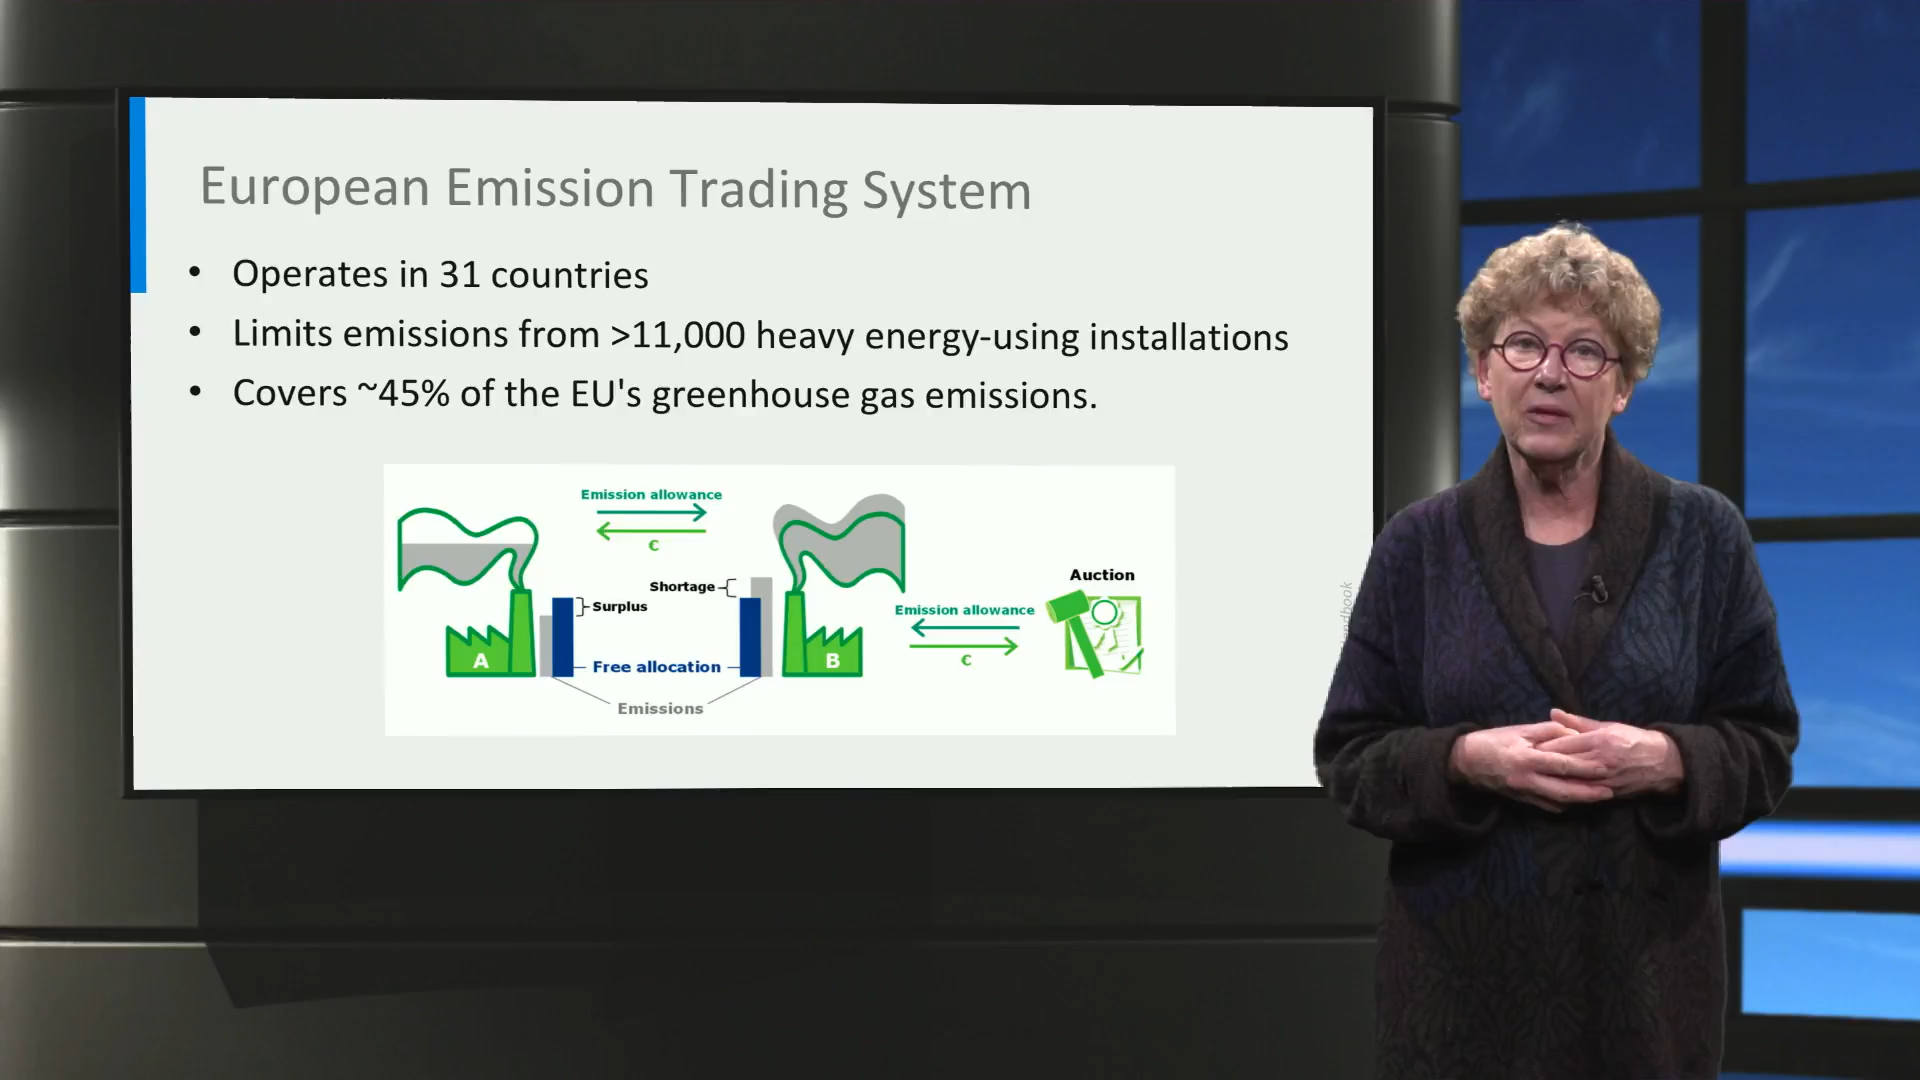 European Emission Trading System
• Operates in 31 countries
• Limits emissions from >11,000 heavy energy-using installations
• Covers ~45% of the EU's greenhouse gas emissions.
Emission allowance
€
Shortage
Surplus
Auction
Emission allowance
€
A
Free allocation
B
Emissions